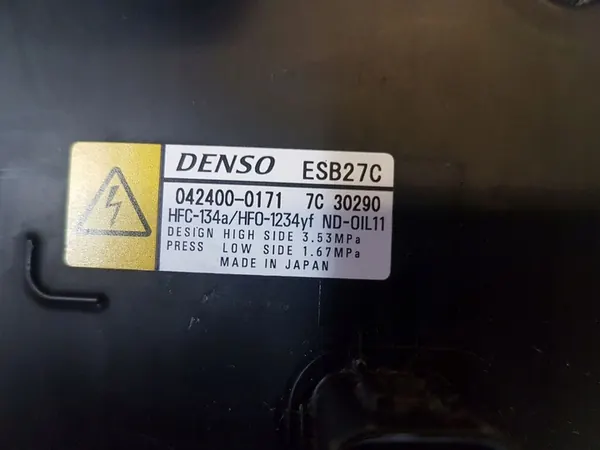 DENSO ESB27C
042400-0171 7C 30290
HFC-134a/HFO-1234yf ND-OIL11
DESIGN HIGH SIDE 3.53MPa
PRESS LOW SIDE 1.67MPa
MADE IN JAPAN